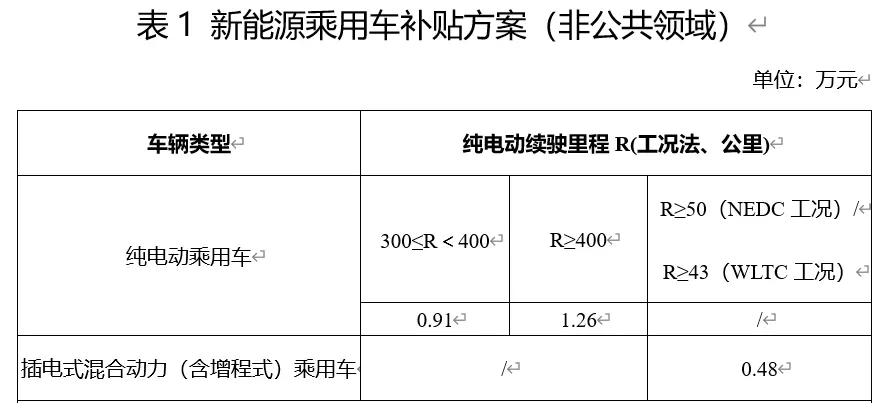 表 1 新能源乘用车补贴方案（非公共领域）
单位：万元
车辆类型
纯电动续驶里程 R(工况法、公里)
纯电动乘用车
300≤R＜400
R≥400
R≥50（NEDC 工况）/
R≥43（WLTC 工况）
0.91
1.26
/
插电式混合动力（含增程式）乘用车
/
0.48